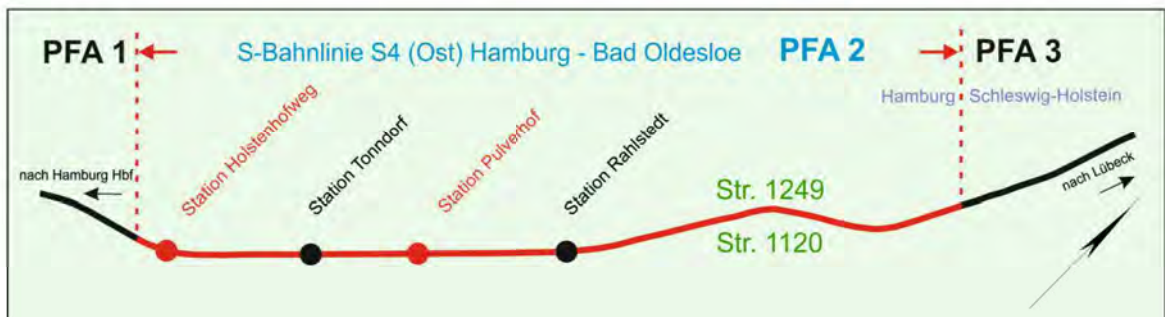 PFA 1
S-Bahnlinie S4 (Ost) Hamburg - Bad Oldesloe
PFA 2
PFA 3
Hamburg
Schleswig-Holstein
nach Hamburg Hbf
Station Holstenhofweg
Station Tonndorf
Station Pulverhof
Station Rahlstedt
Str. 1249
Str. 1120
nach Lübeck